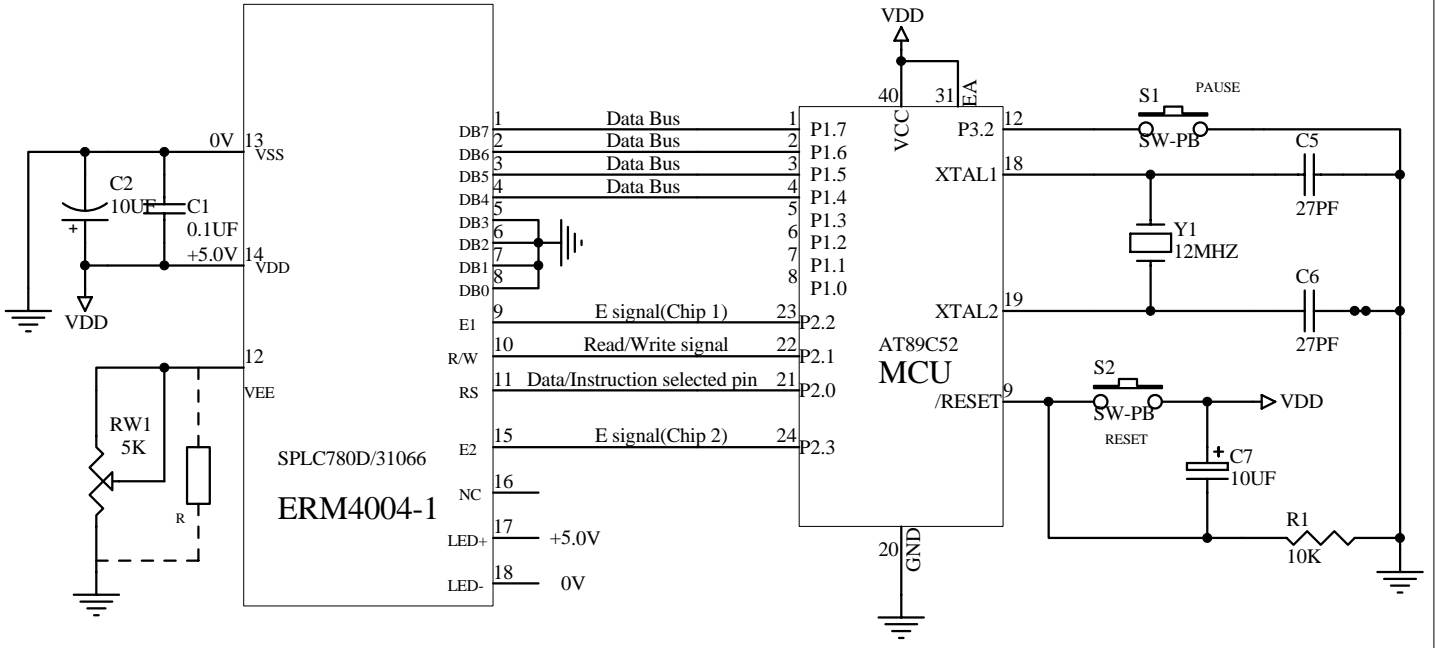 VDD
40
31
VCC
EA
S1
PAUSE
SW-PB
0V
13
VSS
C2
10UF
+
C1
0.1UF
+5.0V
14
VDD
VDD
12
VEE
RW1
5K
R
SPLC780D/31066
ERM4004-1
DB7
1
Data Bus
1
P1.7
DB6
2
Data Bus
2
P1.6
DB5
3
Data Bus
3
P1.5
DB4
4
Data Bus
4
P1.4
DB3
5
5
P1.3
DB2
6
6
P1.2
DB1
7
7
P1.1
DB0
8
8
P1.0
E1
9
E signal(Chip 1)
23
P2.2
R/W
10
Read/Write signal
22
P2.1
RS
11
Data/Instruction selected pin
21
P2.0
E2
15
E signal(Chip 2)
24
P2.3
NC
16
LED+
17
+5.0V
LED-
18
0V
P3.2
12
XTAL1
18
XTAL2
19
AT89C52
MCU
/RESET
9
20
GND
C5
27PF
Y1
12MHZ
C6
27PF
S2
SW-PB
RESET
VDD
+
C7
10UF
R1
10K